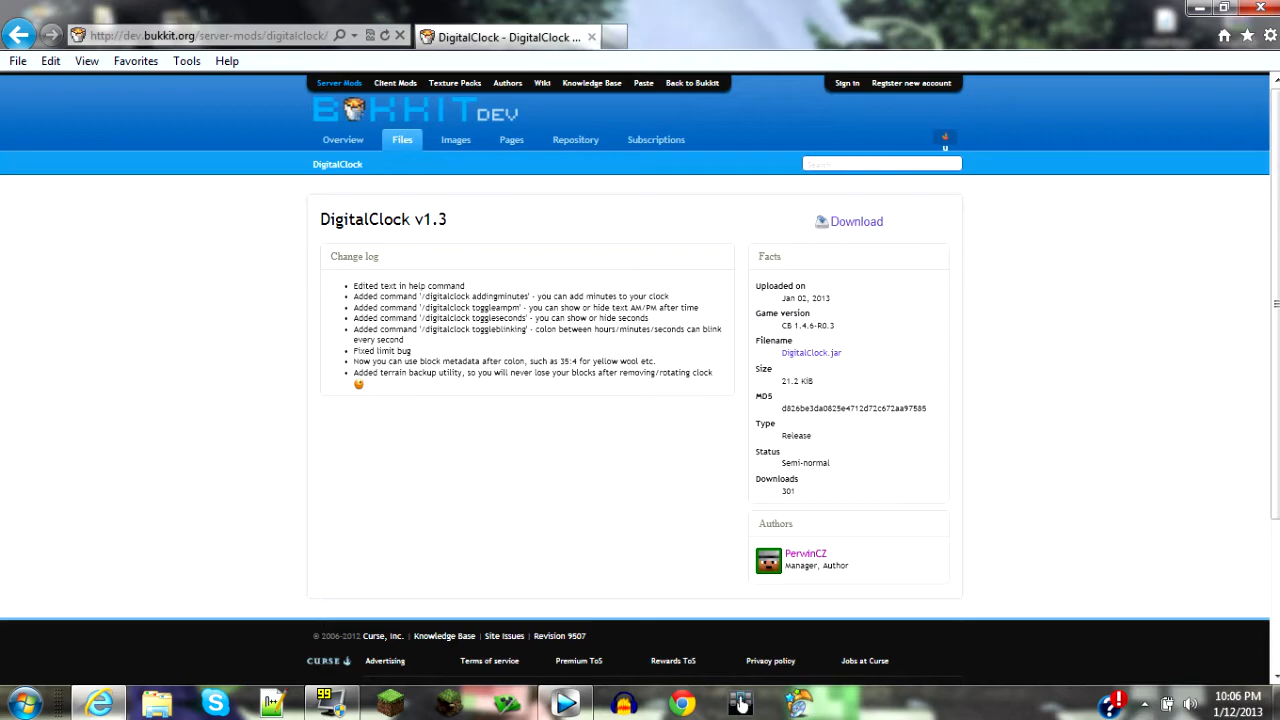 http://dev.bukkit.org/server-mods/digitalclock/
DigitalClock - DigitalClock ...
File Edit View Favorites Tools Help
Server Mods Client Mods Texture Packs Authors Wiki Knowledge Base Paste Back to Bukkit Sign in Register new account
BUKKIT DEV
Overview Files Images Pages Repository Subscriptions
u
DigitalClock
Search
DigitalClock v1.3
Download
Change log
Edited text in help command
Added command '/digitalclock addingminutes' - you can add minutes to your clock
Added command '/digitalclock toggleampm' - you can show or hide text AM/PM after time
Added command '/digitalclock toggleseconds' - you can show or hide seconds
Added command '/digitalclock toggleblinking' - colon between hours/minutes/seconds can blink
every second
Fixed limit bug
Now you can use block metadata after colon, such as 35:4 for yellow wool etc.
Added terrain backup utility, so you will never lose your blocks after removing/rotating clock
Facts
Uploaded on
Jan 02, 2013
Game version
CB 1.4.6-R0.3
Filename
DigitalClock.jar
Size
21.2 KiB
MD5
d826be3da0825e4712d72c672aa97585
Type
Release
Status
Semi-normal
Downloads
301
Authors
PerwinCZ
Manager, Author
© 2006-2012 Curse, Inc. | Knowledge Base | Site Issues | Revision 9507
CURSE Advertising Terms of service Premium ToS Rewards ToS Privacy policy Jobs at Curse
99
10:06 PM
1/12/2013